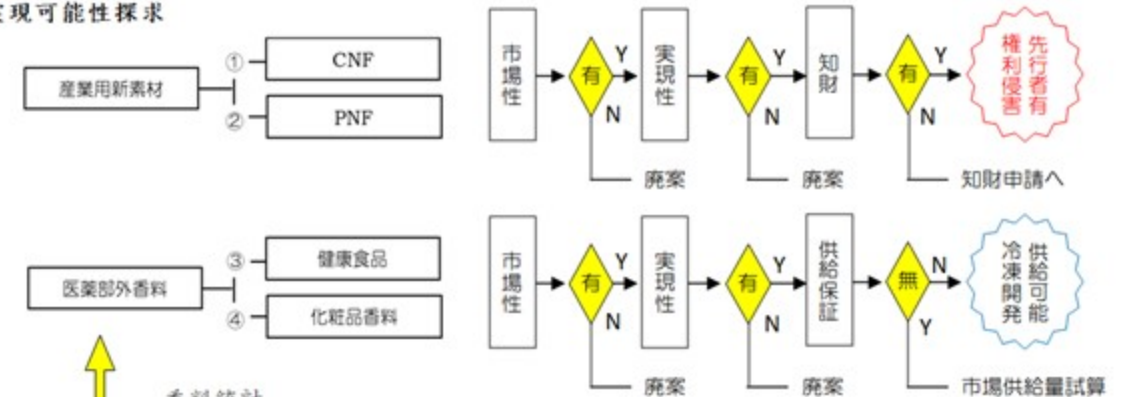 現可能性探求
産業用新素材
① CNF
② PNF
市場性
有
Y
N
廃案
実現性
有
Y
N
廃案
知財
有
Y
N
知財申請へ
先行者有
権利侵害
医薬部外香料
③ 健康食品
④ 化粧品香料
市場性
有
Y
N
廃案
実現性
有
Y
N
廃案
供給保証
無
N
Y
市場供給量試算
供給可能
冷凍開発